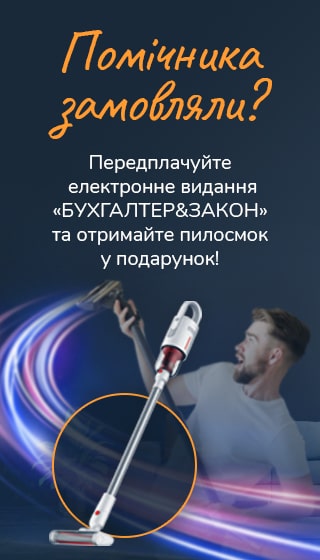 Помічника
замовляли?
Передплачуйте
електронне видання
«БУХГАЛТЕР&ЗАКОН»
та отримайте пилосмок
у подарунок!